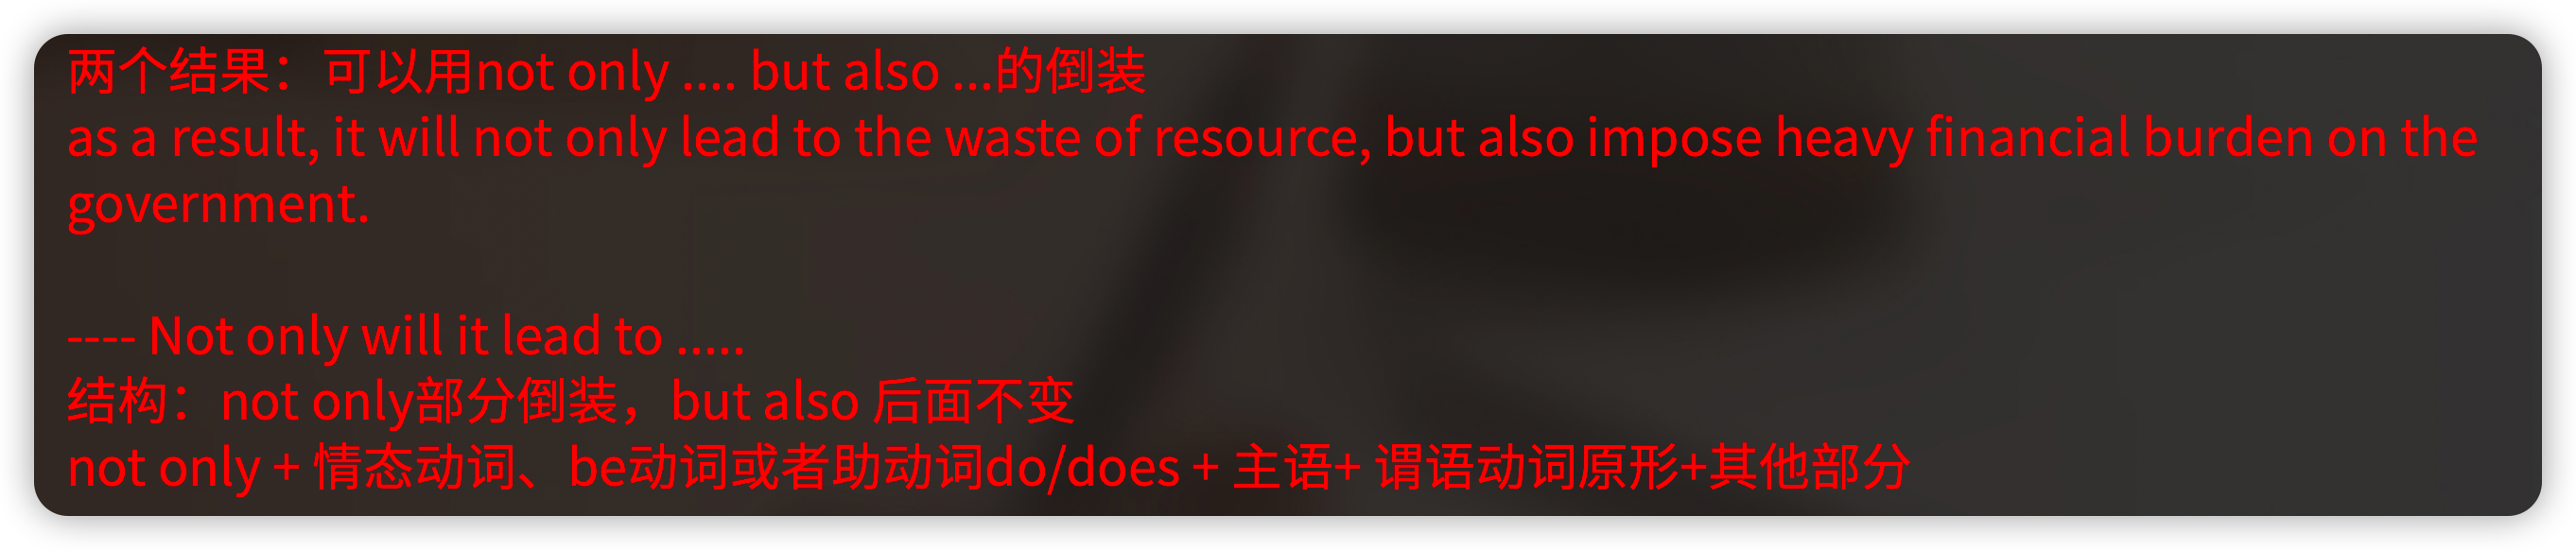 两个结果：可以用not only .... but also ...的倒装
as a result, it will not only lead to the waste of resource, but also impose heavy financial burden on the
government.
---- Not only will it lead to .....
结构：not only部分倒装，but also 后面不变
not only + 情态动词、be动词或者助动词do/does + 主语+ 谓语动词原形+其他部分